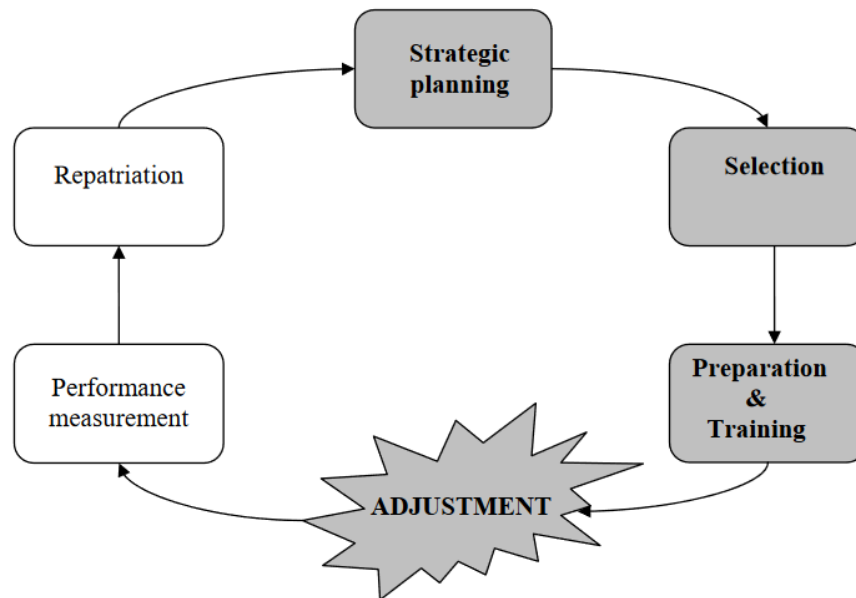 Strategic
planning
Selection
Preparation
&
Training
ADJUSTMENT
Performance
measurement
Repatriation